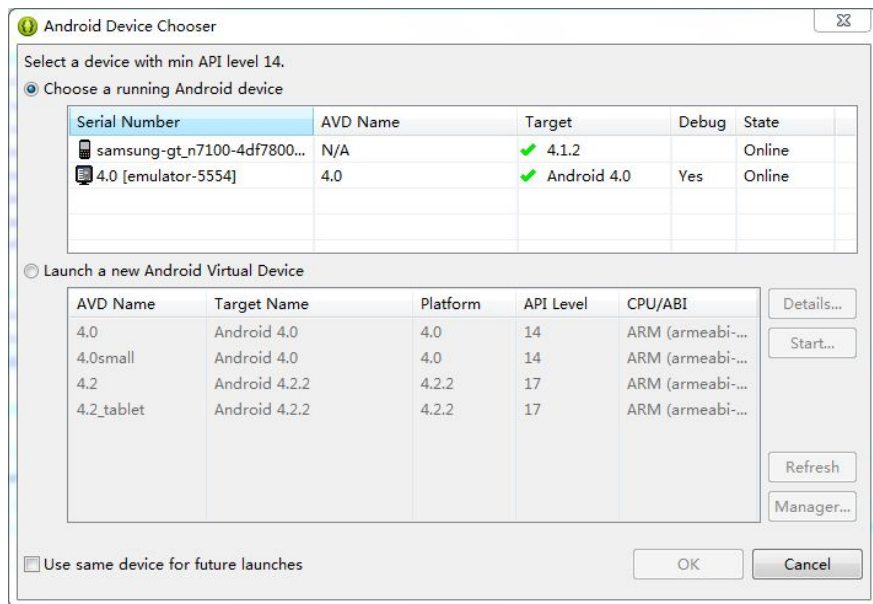 Android Device Chooser
Select a device with min API level 14.
Choose a running Android device
Serial Number AVD Name Target Debug State
samsung-gt_n7100-4df7800... N/A 4.1.2 Online
4.0 [emulator-5554] 4.0 Android 4.0 Yes Online
Launch a new Android Virtual Device
AVD Name Target Name Platform API Level CPU/ABI Details...
4.0 Android 4.0 4.0 14 ARM (armeabi-...
Start...
4.0small Android 4.0 4.0 14 ARM (armeabi-...
4.2 Android 4.2.2 4.2.2 17 ARM (armeabi-...
4.2_tablet Android 4.2.2 4.2.2 17 ARM (armeabi-...
Refresh
Manager...
Use same device for future launches OK Cancel